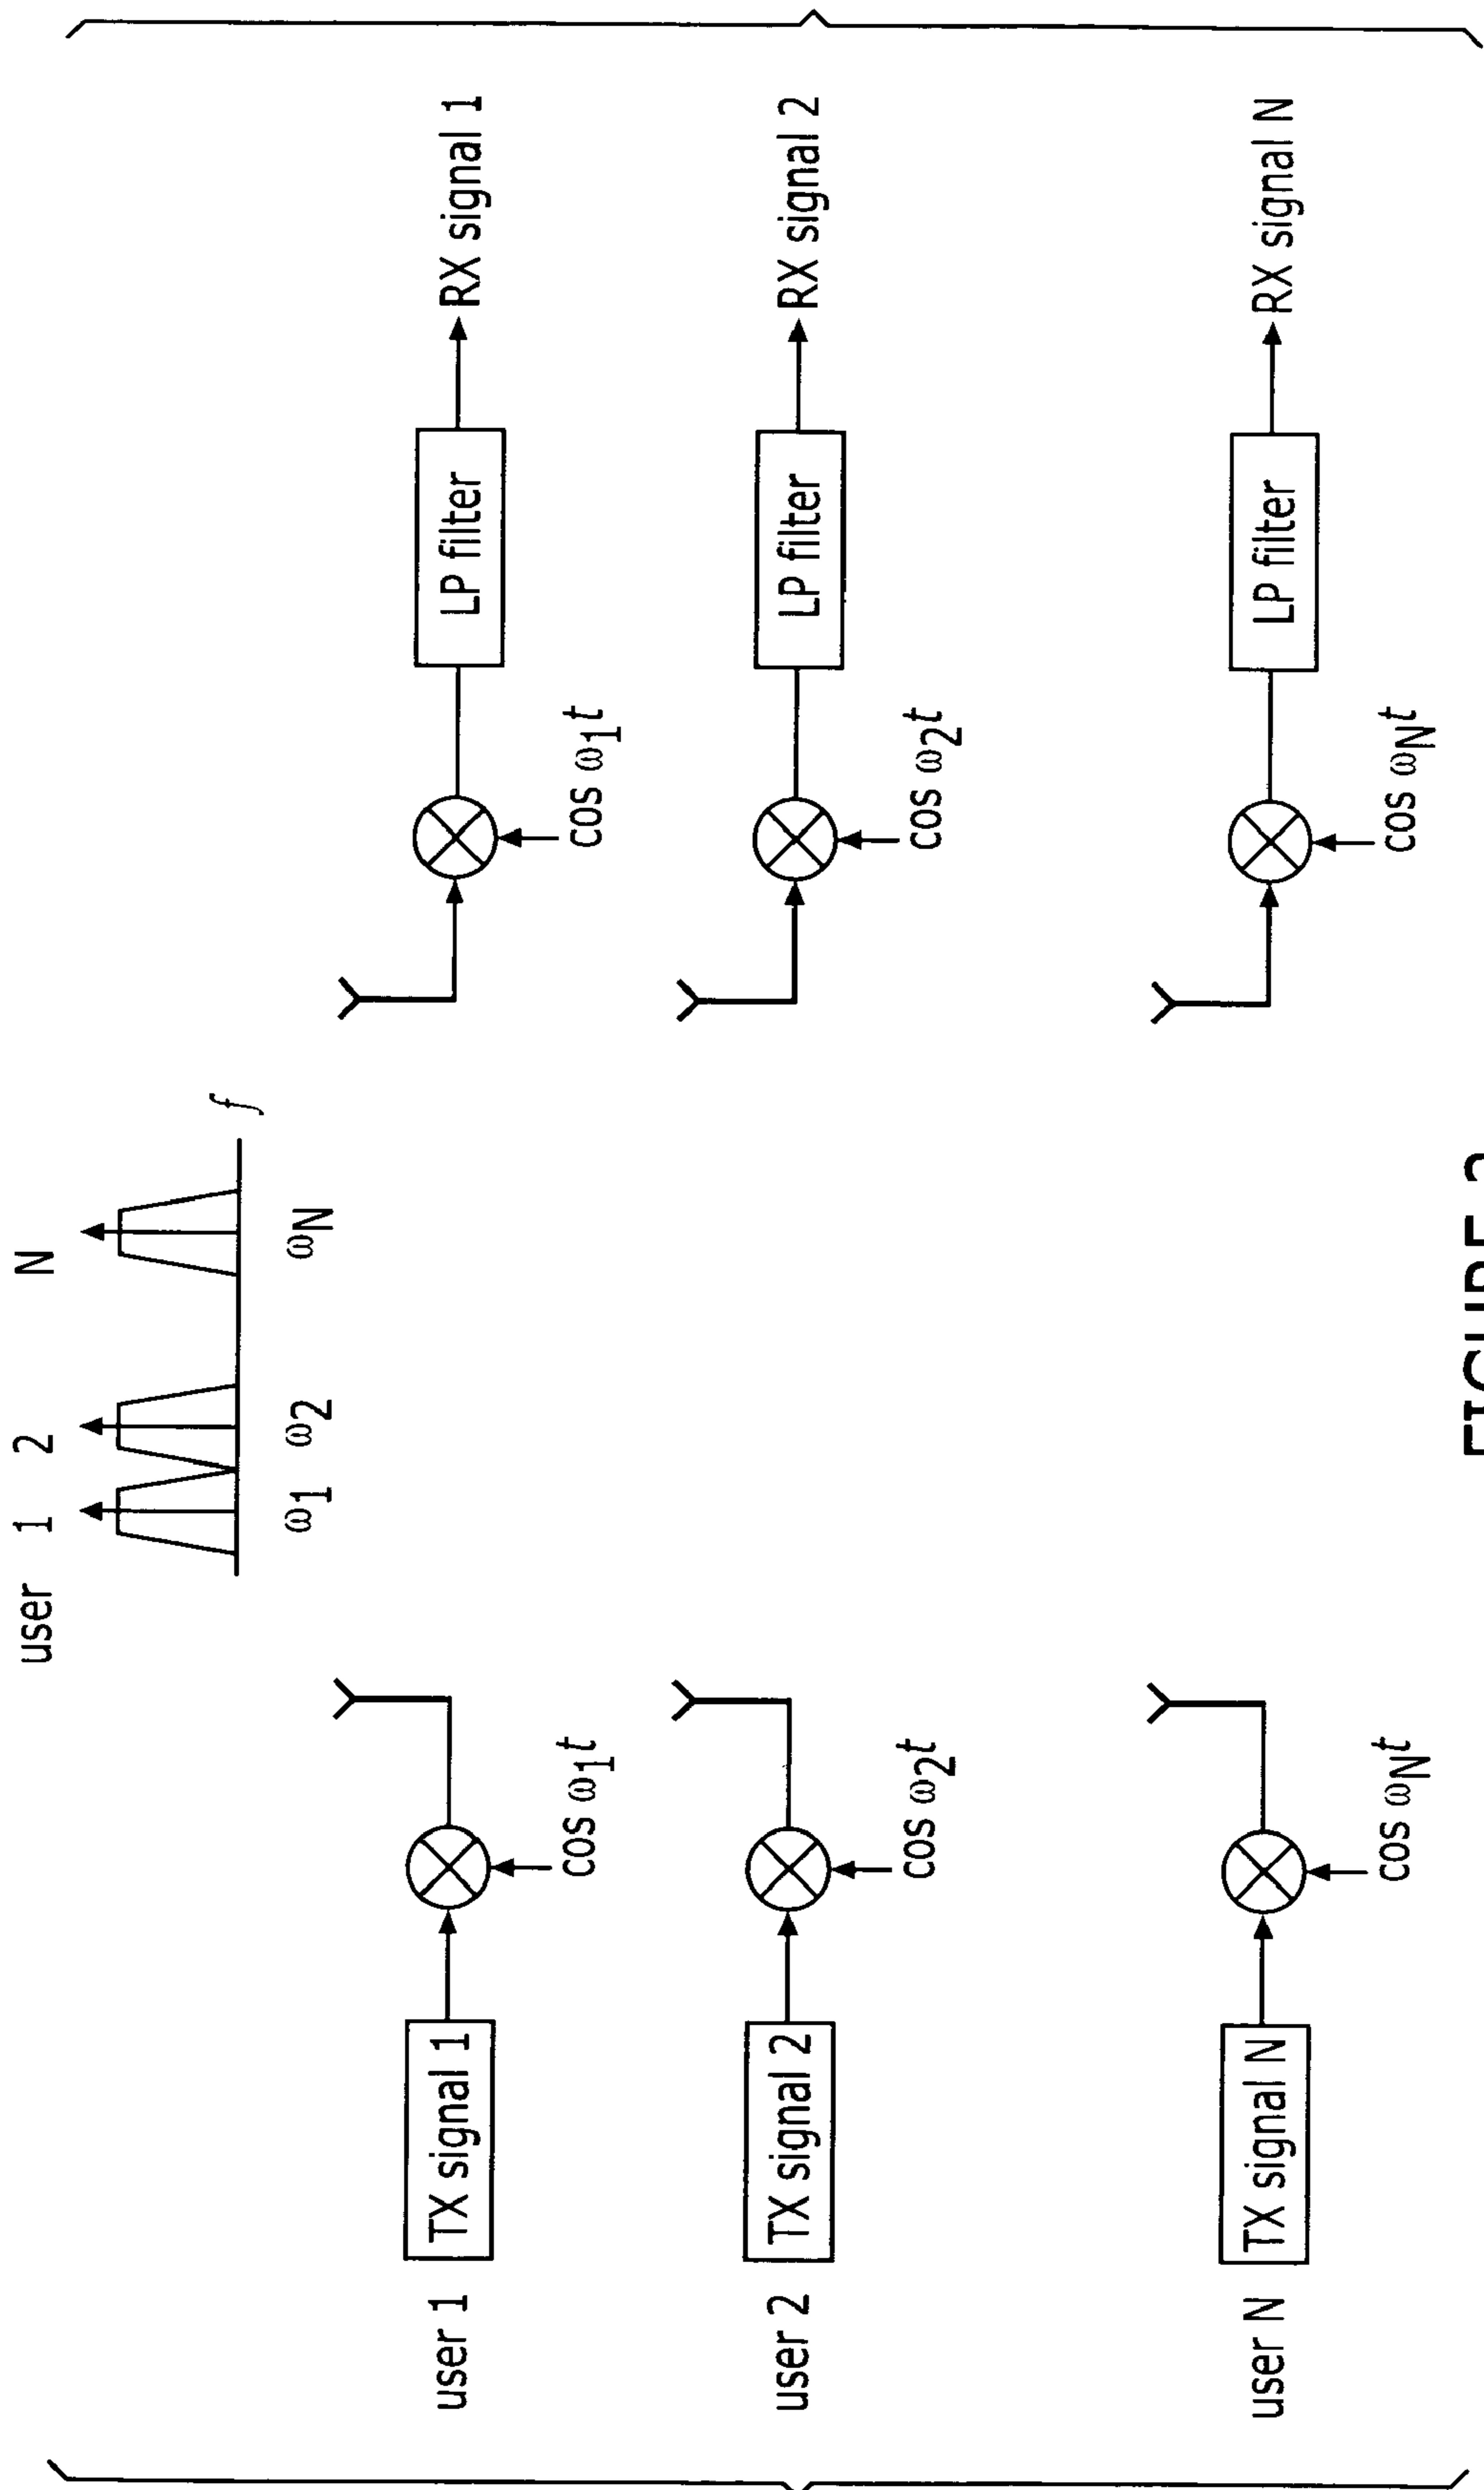 user 1 2 N
f
ω1 ω2 ωN
user 1 TX signal 1
cos ω1t
cos ω1t
LP filter
RX signal 1
user 2 TX signal 2
cos ω2t
cos ω2t
LP filter
RX signal 2
user N TX signal N
cos ωNt
cos ωNt
LP filter
RX signal N
FIGURE